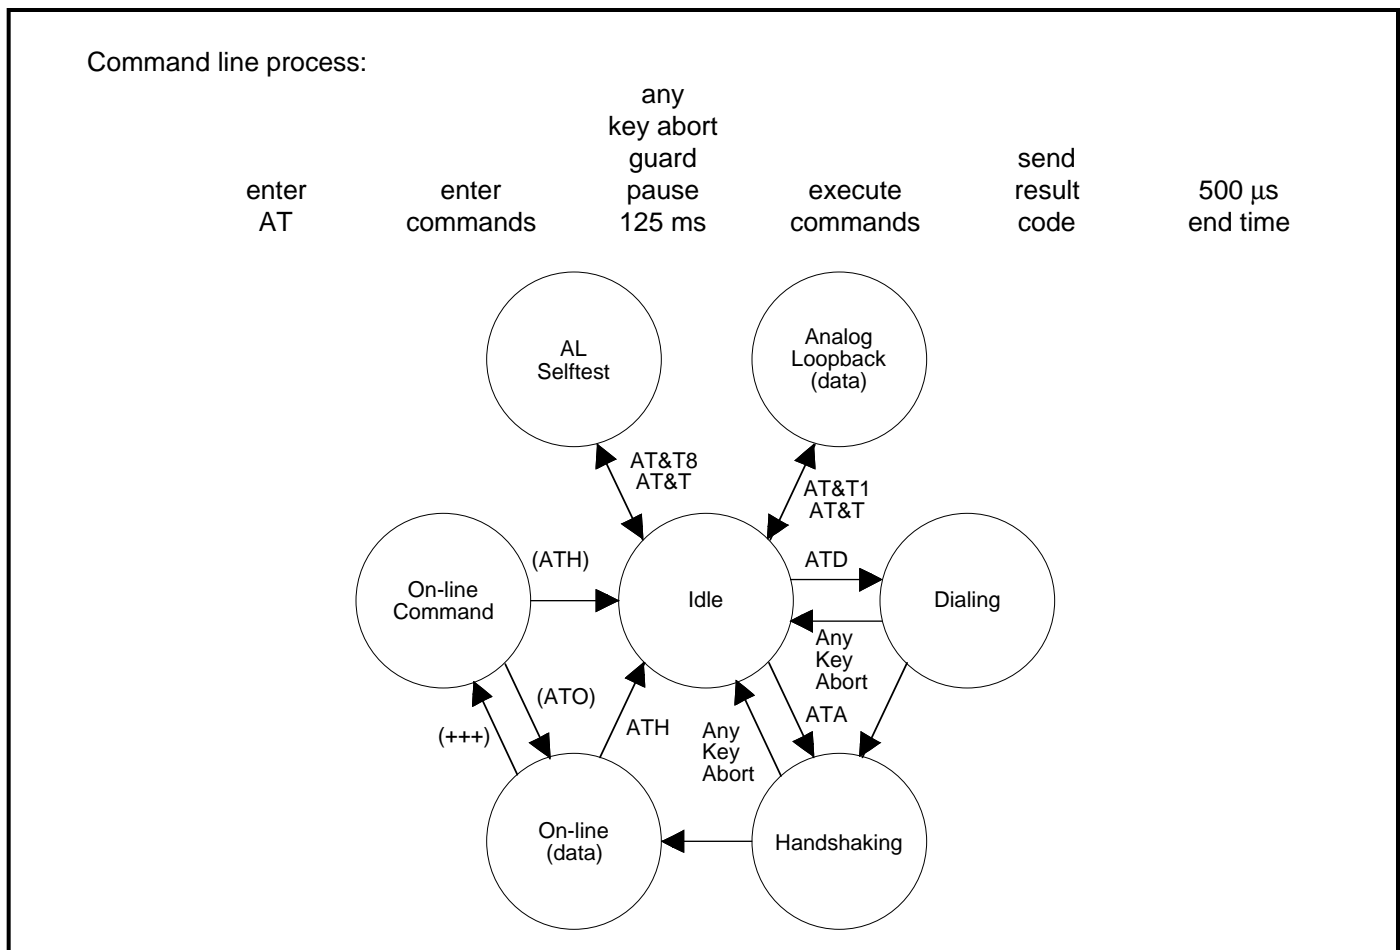 Command line process:
enter
AT
enter
commands
any
key abort
guard
pause
125 ms
execute
commands
send
result
code
500 μs
end time
AL
Selftest
Analog
Loopback
(data)
AT&T8
AT&T
AT&T1
AT&T
On-line
Command
(ATH)
Idle
ATD
Dialing
Any
Key
Abort
(ATO)
(+++)
ATH
Any
Key
Abort
ATA
On-line
(data)
Handshaking